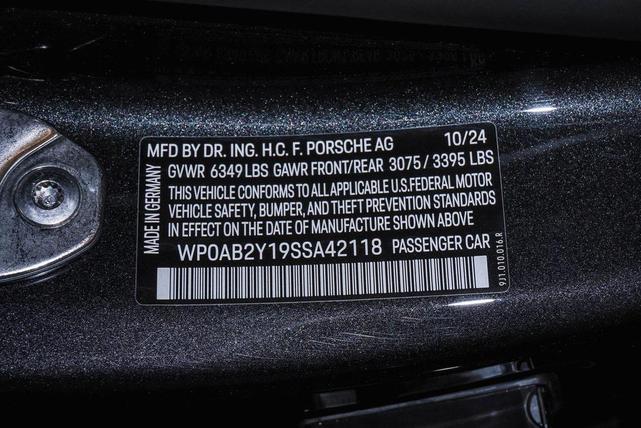 MFD BY DR. ING. H.C. F. PORSCHE AG 10/24
GVWR 6349 LBS GAWR FRONT/REAR 3075 / 3395 LBS
THIS VEHICLE CONFORMS TO ALL APPLICABLE U.S.FEDERAL MOTOR
VEHICLE SAFETY, BUMPER, AND THEFT PREVENTION STANDARDS
IN EFFECT ON THE DATE OF MANUFACTURE SHOWN ABOVE
WP0AB2Y19SSA42118 PASSENGER CAR
MADE IN GERMANY
9J1.010.016.R